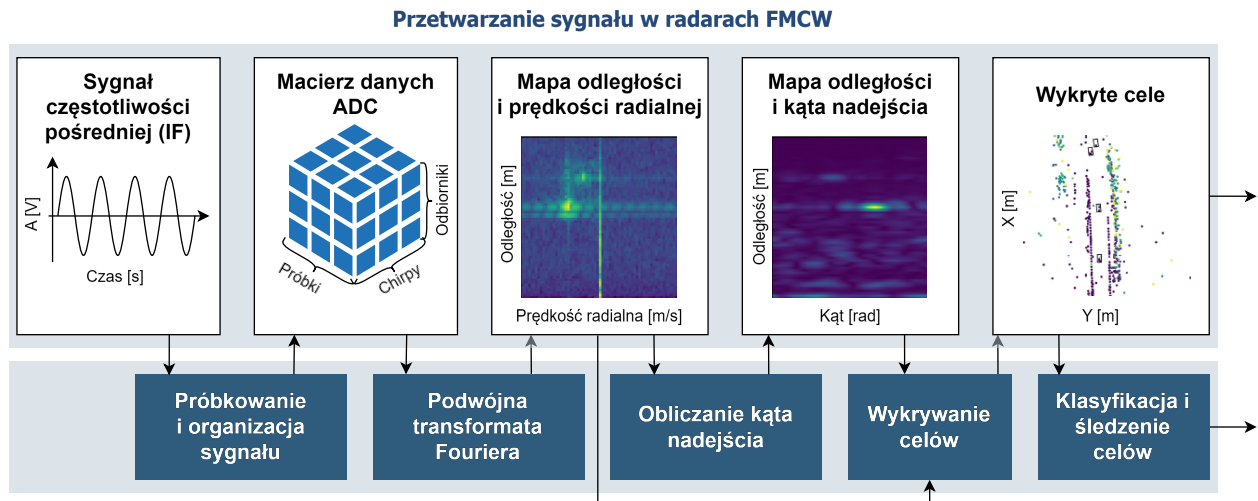 Przetwarzanie sygnału w radarach FMCW
Sygnał
częstotliwości
pośredniej (IF)
A [V]
Czas [s]
Macierz danych
ADC
Odbiorniki
Próbki
Chirpy
Mapa odległości
i prędkości radialnej
Odległość [m]
Prędkość radialna [m/s]
Mapa odległości
i kąta nadejścia
Odległość [m]
Kąt [rad]
Wykryte cele
X [m]
Y [m]
Próbkowanie
i organizacja
sygnału
Podwójna
transformata
Fouriera
Obliczanie kąta
nadejścia
Wykrywanie
celów
Klasyfikacja i
śledzenie
celów